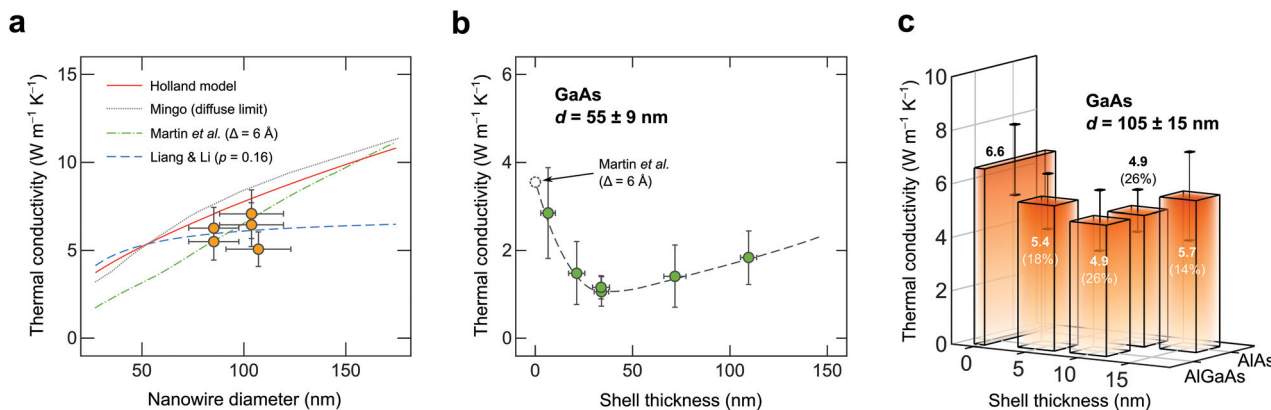 a
Thermal conductivity (W m⁻¹ K⁻¹)
15
10
5
0
Holland model
Mingo (diffuse limit)
Martin et al. (Δ = 6 Å)
Liang & Li (p = 0.16)
50
100
150
Nanowire diameter (nm)
b
Thermal conductivity (W m⁻¹ K⁻¹)
6
4
2
0
GaAs
d = 55 ± 9 nm
Martin et al.
(Δ = 6 Å)
0
50
100
150
Shell thickness (nm)
c
Thermal conductivity (W m⁻¹ K⁻¹)
10
8
6
4
2
0
GaAs
d = 105 ± 15 nm
6.6
5.4
(18%)
4.9
(26%)
4.9
(26%)
5.7
(14%)
0
5
10
15
Shell thickness (nm)
AlGaAs
AlAs